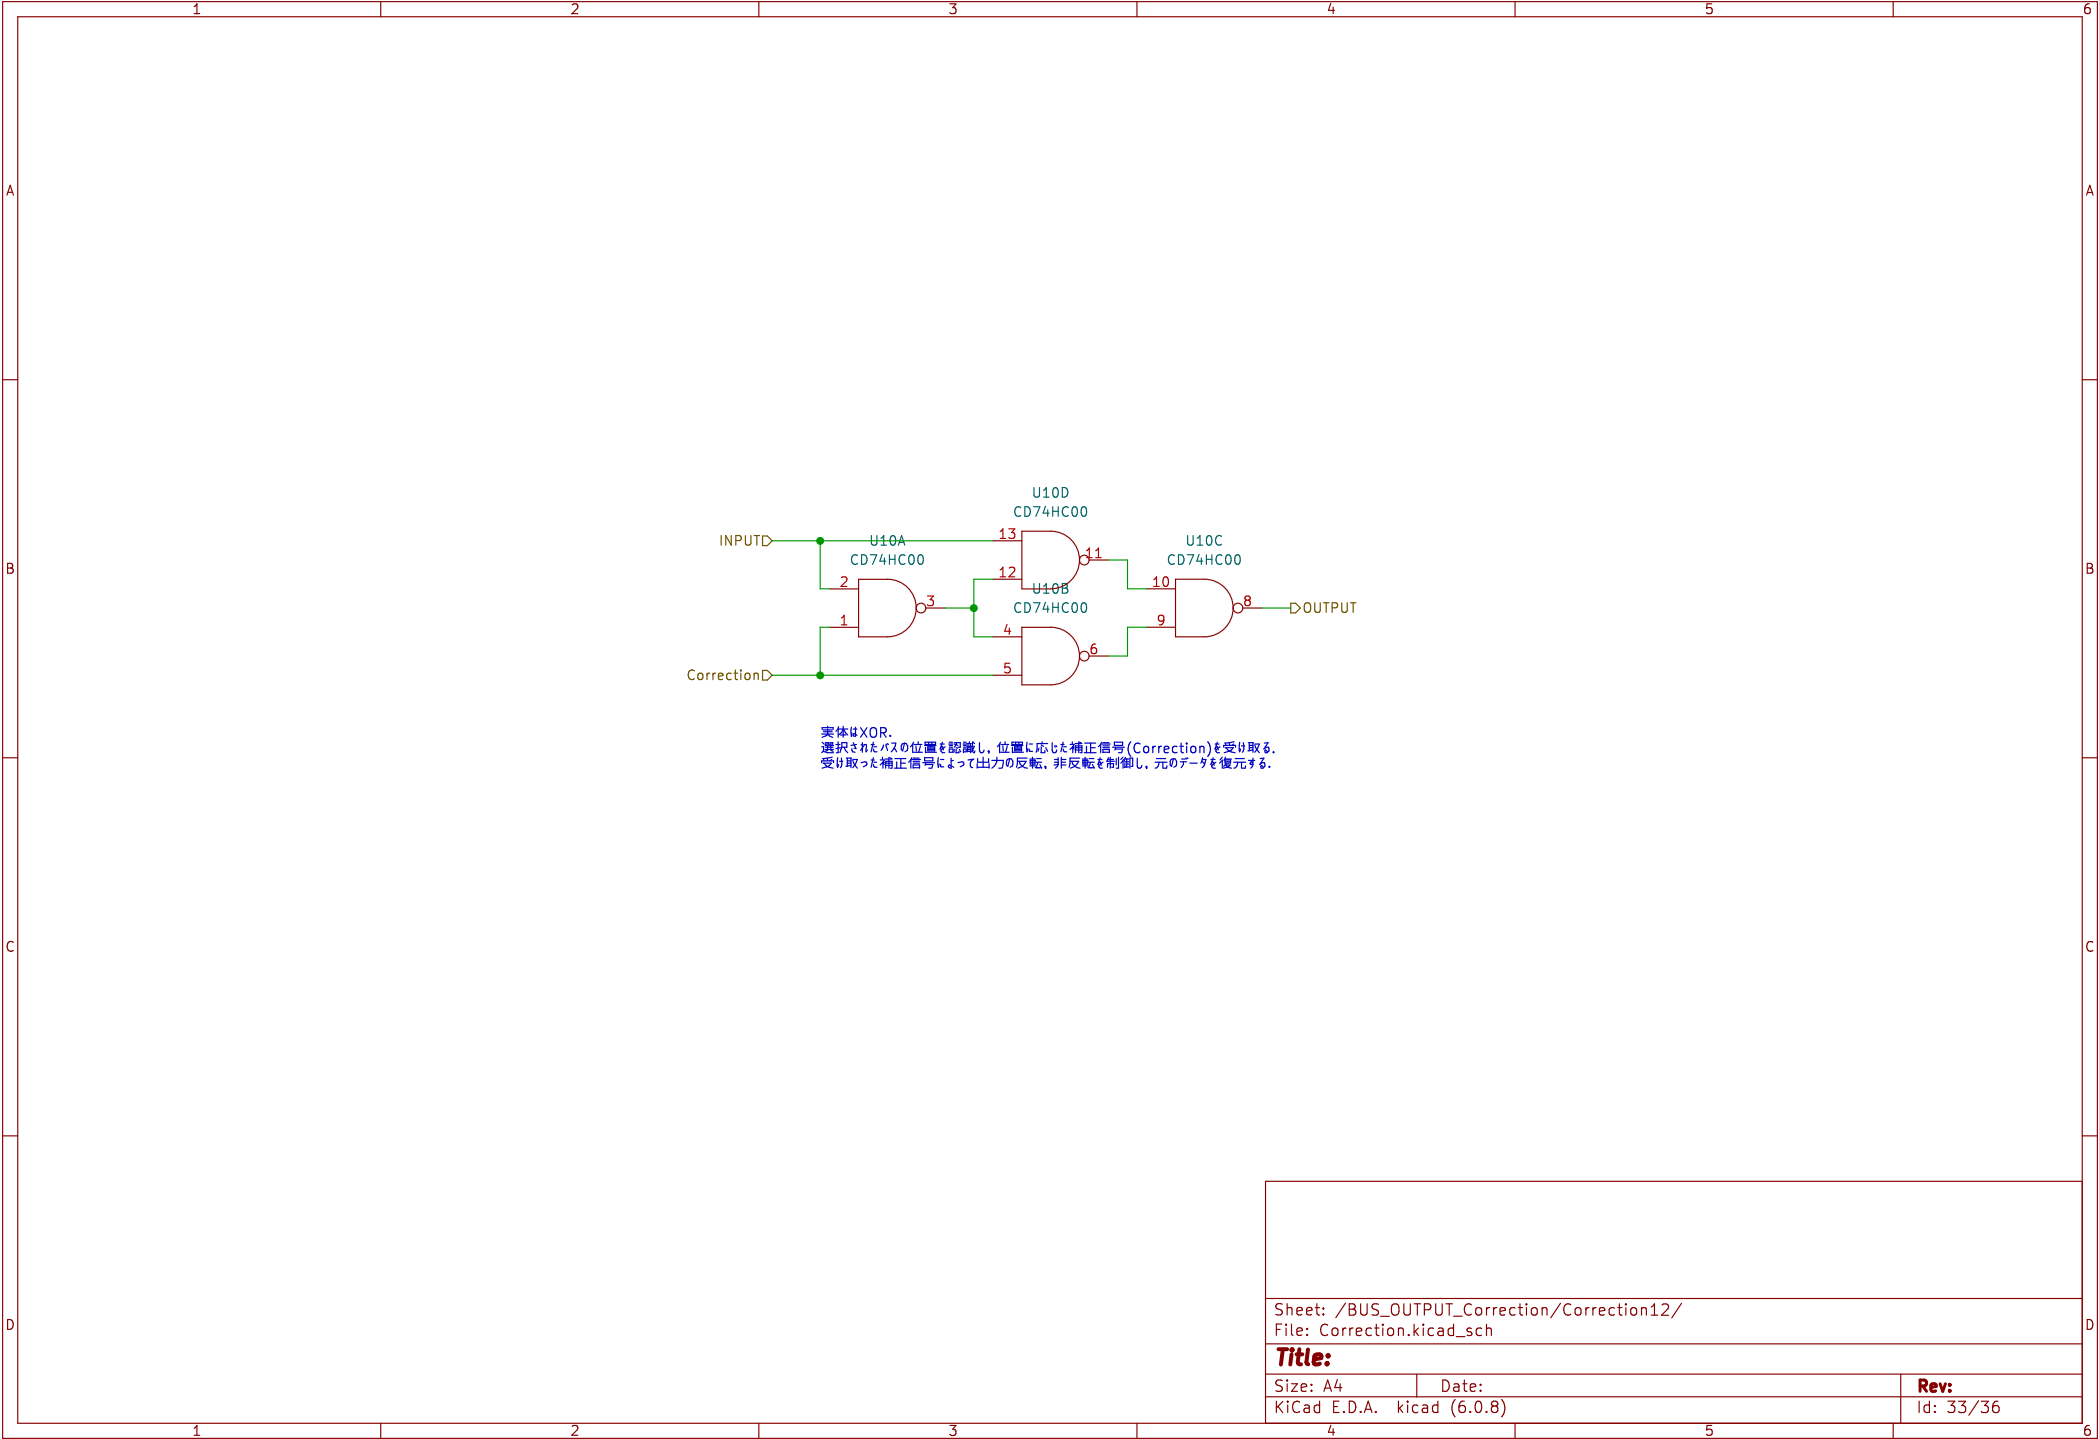 1 2 3 4 5 6
A A
U10D
CD74HC00
INPUT U10A 13 11 U10C
CD74HC00 CD74HC00
B 2 12 U10B 10 B
3 CD74HC00 8 OUTPUT
1 4 6 9
Correction 5
実体はXOR.
選択されたバスの位置を認識し, 位置に応じた補正信号(Correction)を受け取る.
受け取った補正信号によって出力の反転, 非反転を制御し, 元のデータを復元する.
C C
Sheet: /BUS_OUTPUT_Correction/Correction12/
D File: Correction.kicad_sch D
Title:
Size: A4 Date: Rev:
KiCad E.D.A. kicad (6.0.8) Id: 33/36
1 2 3 4 5 6